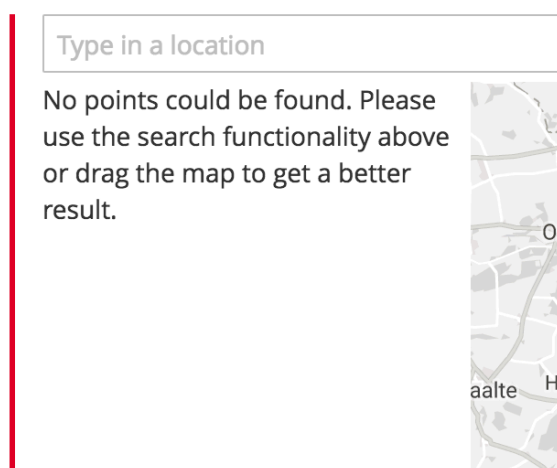 Type in a location
No points could be found. Please
use the search functionality above
or drag the map to get a better
result.
O
aalte
H